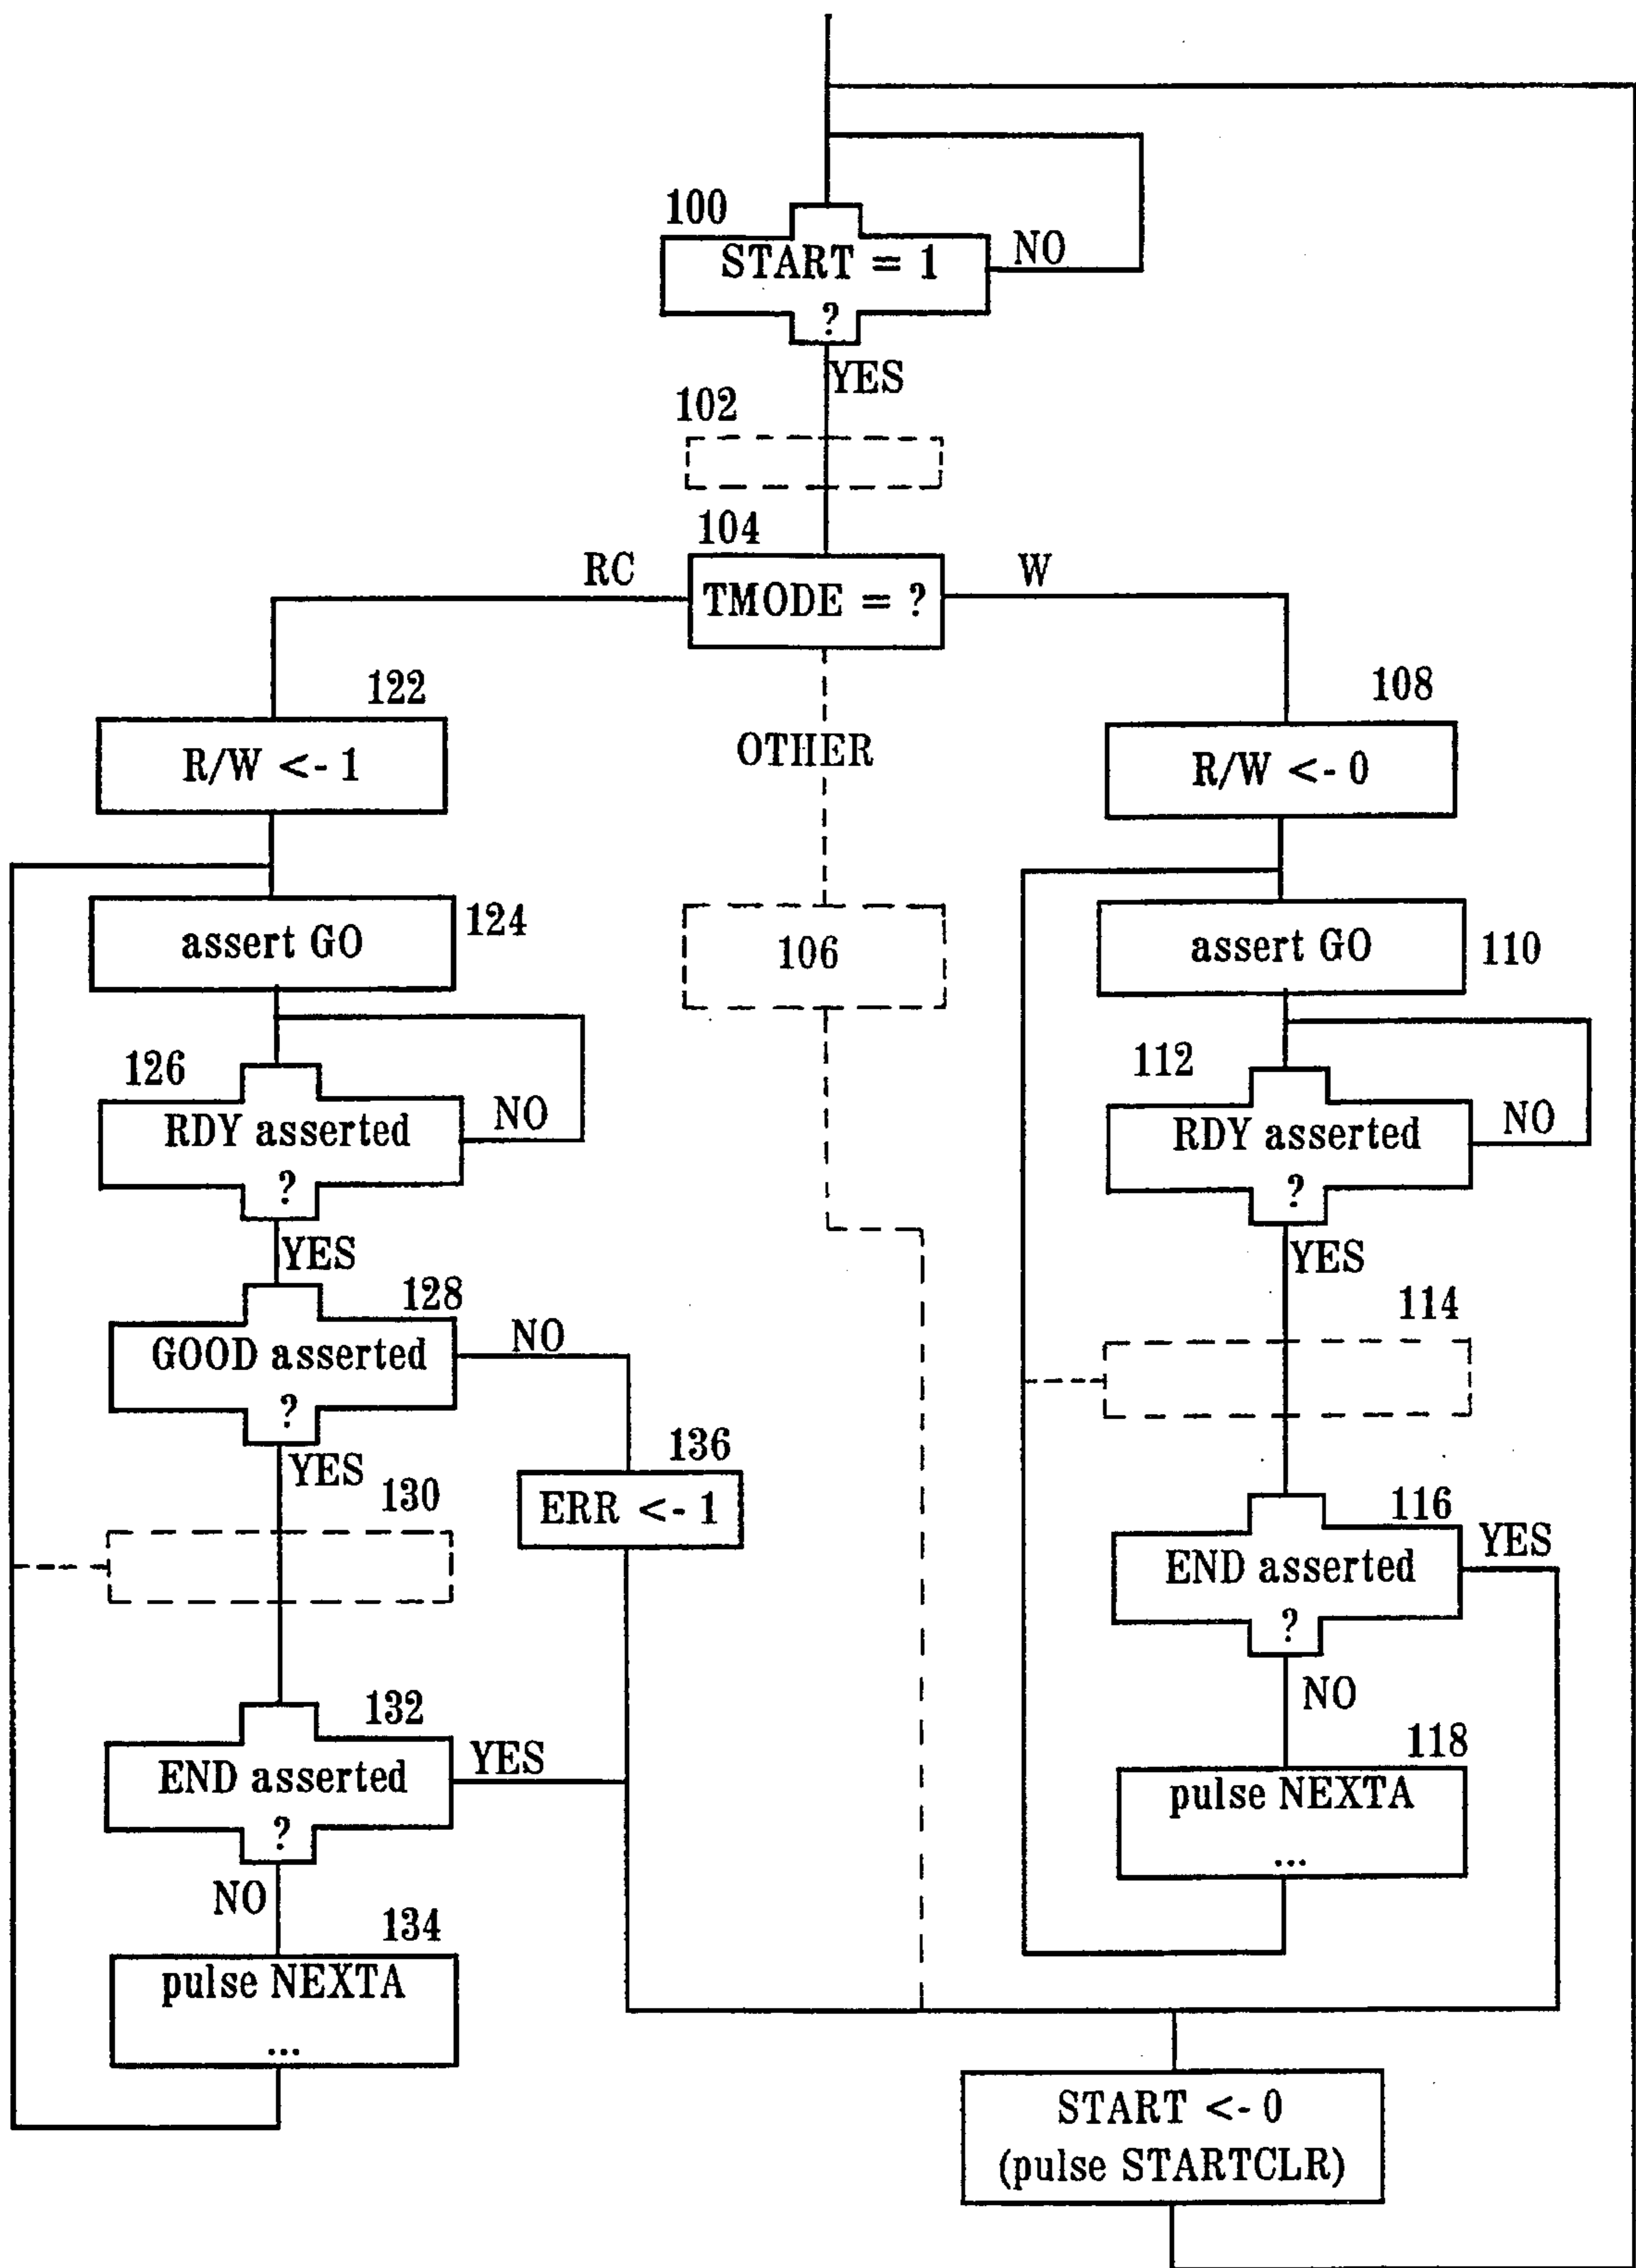 100
START = 1
?
NO
YES
102
104
TMODE = ?
RC
W
OTHER
106
122
R/W <- 1
124
assert GO
126
RDY asserted
?
NO
YES
128
GOOD asserted
?
NO
YES
136
ERR <- 1
130
132
END asserted
?
YES
NO
134
pulse NEXTA
...
108
R/W <- 0
110
assert GO
112
RDY asserted
?
NO
YES
114
116
END asserted
?
YES
NO
118
pulse NEXTA
...
START <- 0
(pulse STARTCLR)